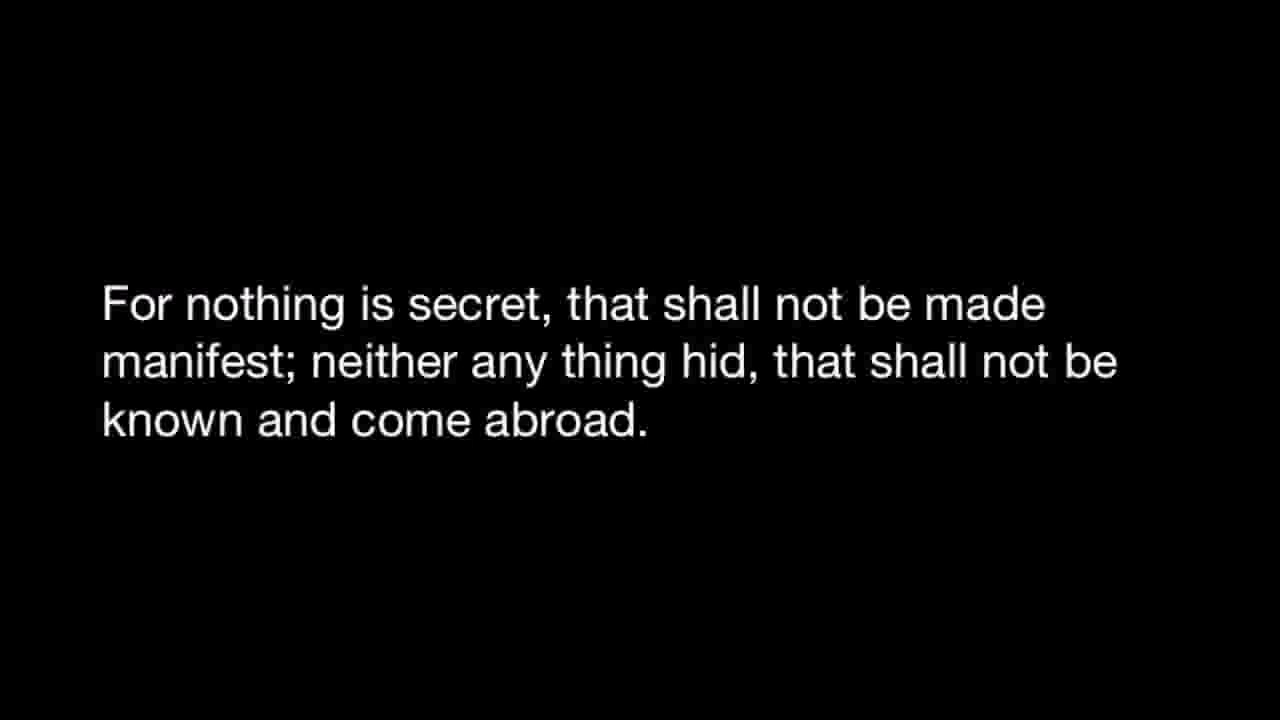 For nothing is secret, that shall not be made
manifest; neither any thing hid, that shall not be
known and come abroad.